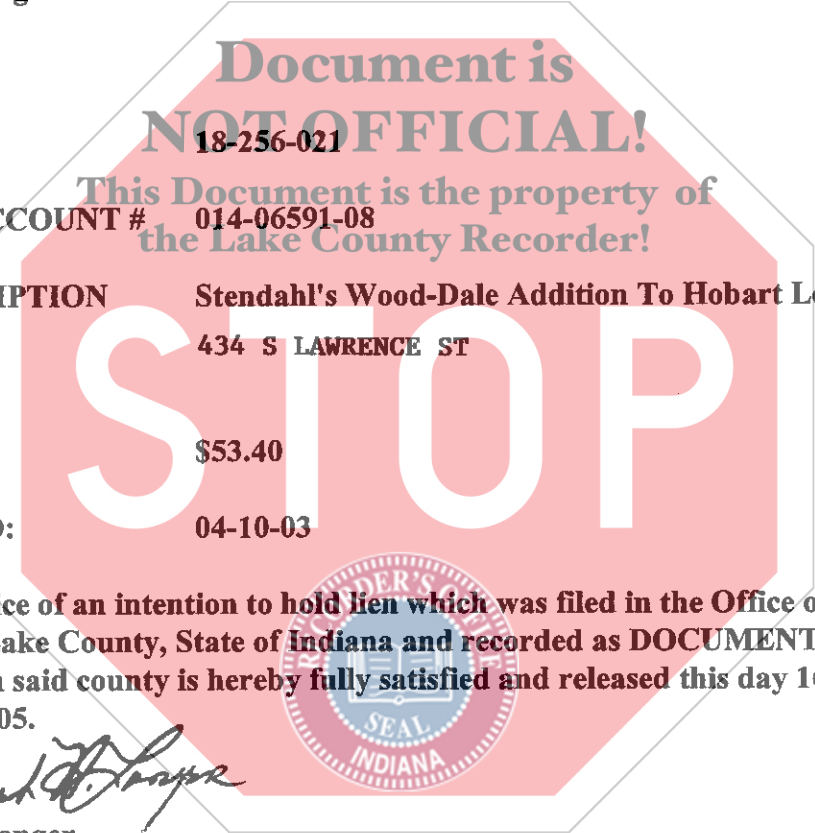 Document is
NOT OFFICIAL!
18-256-021
This Document is the property of
CCOUNT # 014-06591-08
the Lake County Recorder!
IPTION Stendahl's Wood-Dale Addition To Hobart L
434 S LAWRENCE ST
STOP
$53.40
: 04-10-03
ice of an intention to hold lien which was filed in the Office o
Lake County, State of Indiana and recorded as DOCUMENT
said county is hereby fully satisfied and released this day 1
05.
RECORDER'S OFFICE
SEAL
INDIANA